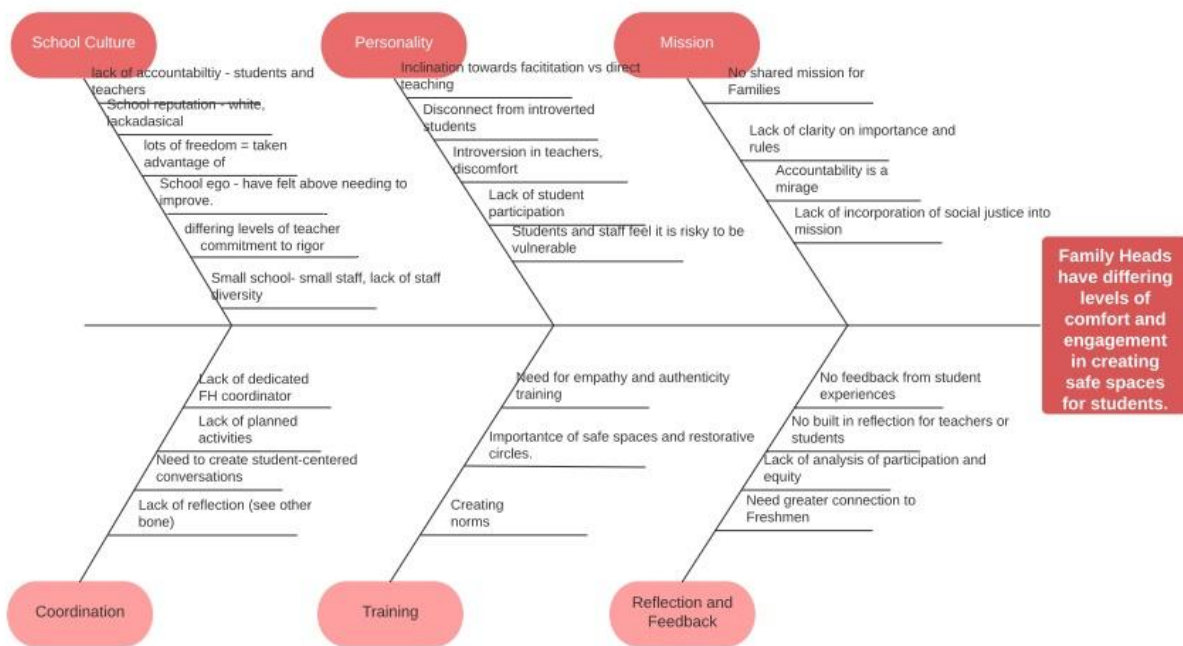 School Culture
lack of accountabiltiy - students and
teachers
School reputation - white,
lackadasical
lots of freedom = taken
advantage of
School ego - have felt above needing to
improve.
differing levels of teacher
commitment to rigor
Small school- small staff, lack of staff
diversity
Personality
Inclination towards facititation vs direct
teaching
Disconnect from introverted
students
Introversion in teachers,
discomfort
Lack of student
participation
Students and staff feel it is risky to be
vulnerable
Mission
No shared mission for
Families
Lack of clarity on importance and
rules
Accountability is a
mirage
Lack of incorporation of social justice into
mission
Family Heads
have differing
levels of
comfort and
engagement
in creating
safe spaces
for students.
Lack of dedicated
FH coordinator
Lack of planned
activities
Need to create student-centered
conversations
Lack of reflection (see other
bone)
Coordination
Need for empathy and authenticity
training
Importantce of safe spaces and restorative
circles.
Creating
norms
Training
No feedback from student
experiences
No built in reflection for teachers or
students
Lack of analysis of participation and
equity
Need greater connection to
Freshmen
Reflection and
Feedback